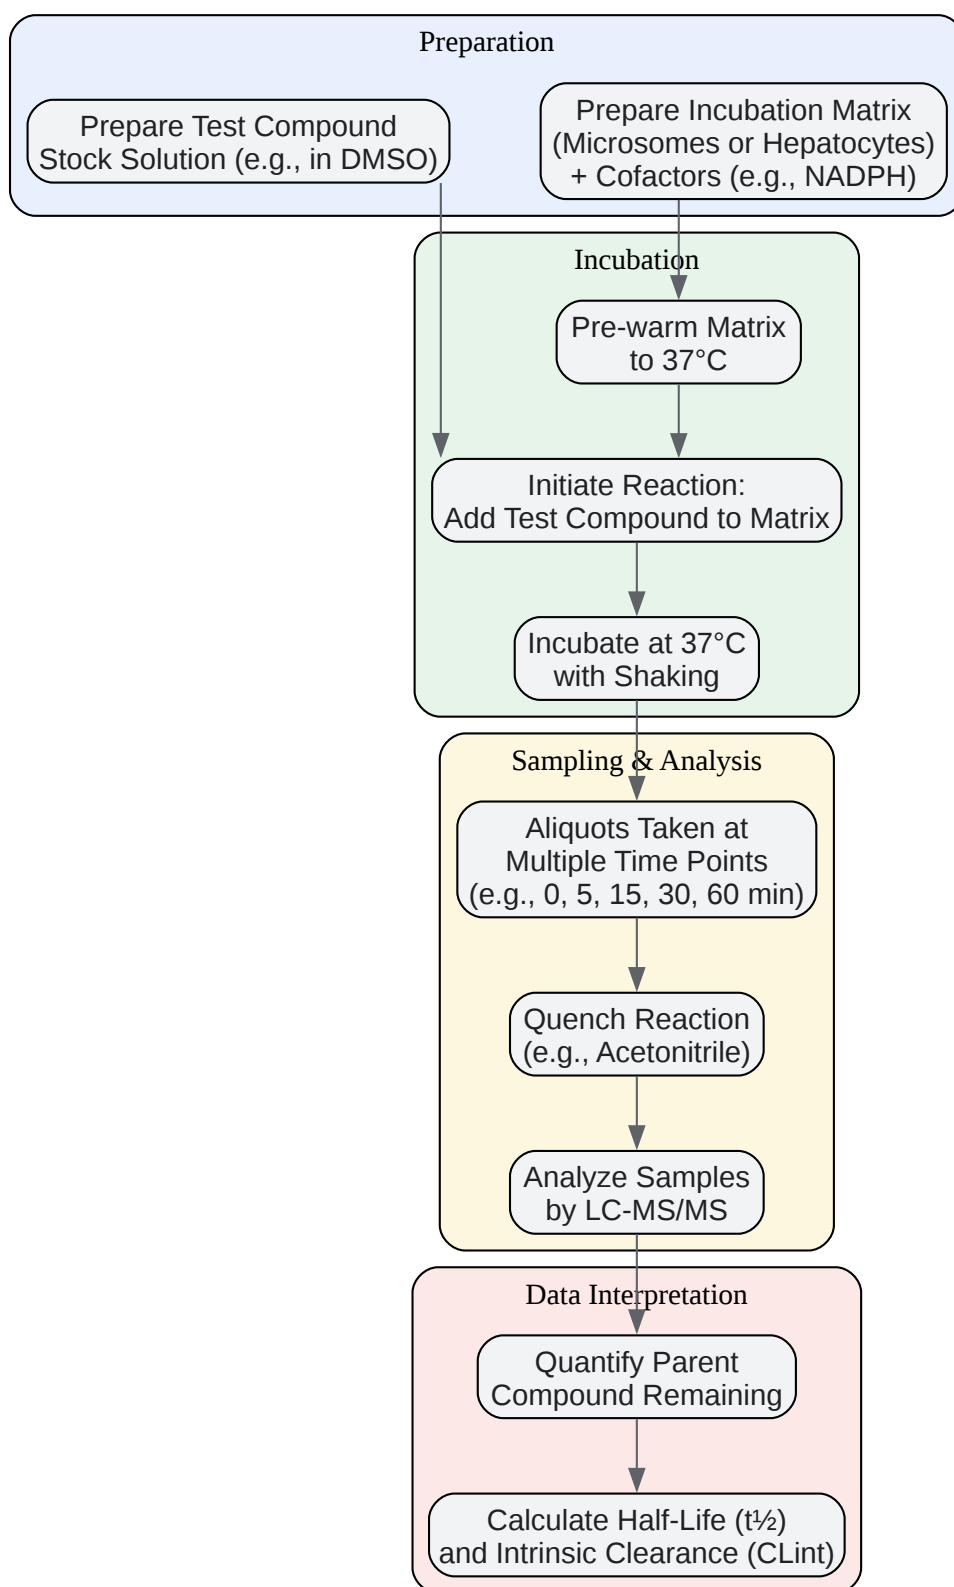 Preparation
Prepare Test Compound
Stock Solution (e.g., in DMSO)
Prepare Incubation Matrix
(Microsomes or Hepatocytes)
+ Cofactors (e.g., NADPH)
Incubation
Pre-warm Matrix
to 37°C
Initiate Reaction:
Add Test Compound to Matrix
Incubate at 37°C
with Shaking
Sampling & Analysis
Aliquots Taken at
Multiple Time Points
(e.g., 0, 5, 15, 30, 60 min)
Quench Reaction
(e.g., Acetonitrile)
Analyze Samples
by LC-MS/MS
Data Interpretation
Quantify Parent
Compound Remaining
Calculate Half-Life (t½)
and Intrinsic Clearance (CLint)